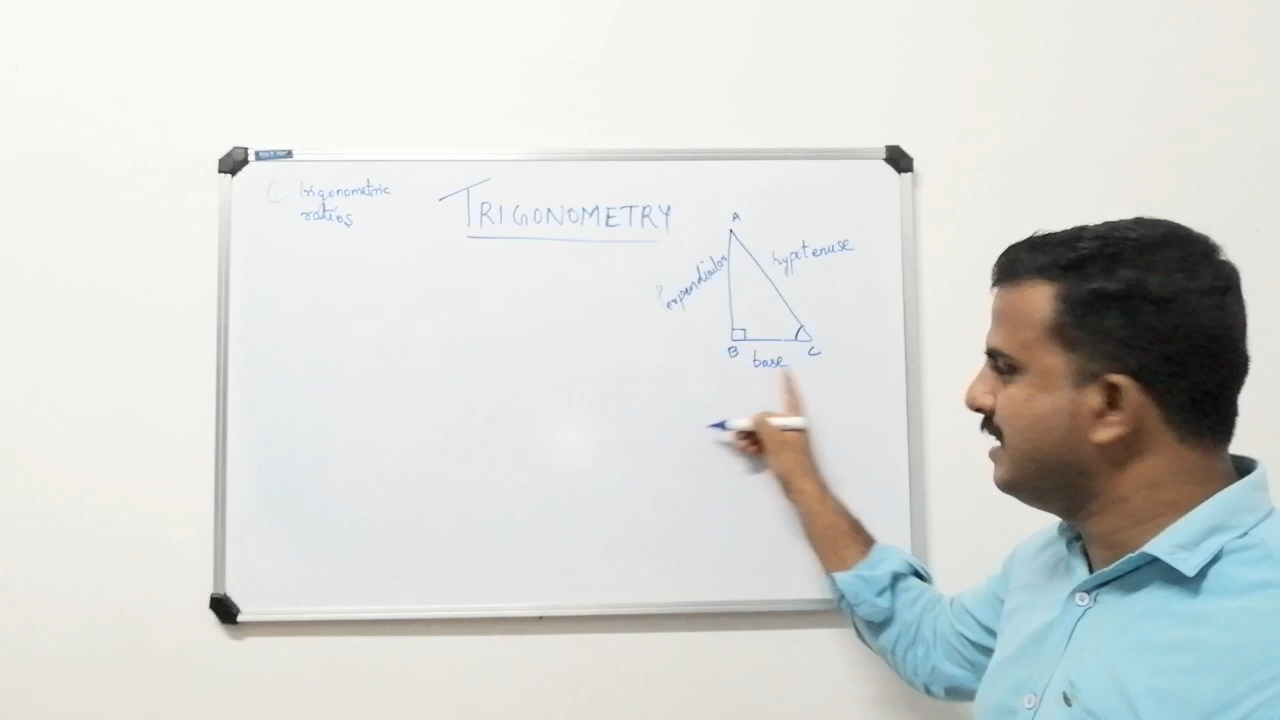 trigonometric
ratios
TRIGONOMETRY
A
hypotenuse
Perpendicular
B
C
base